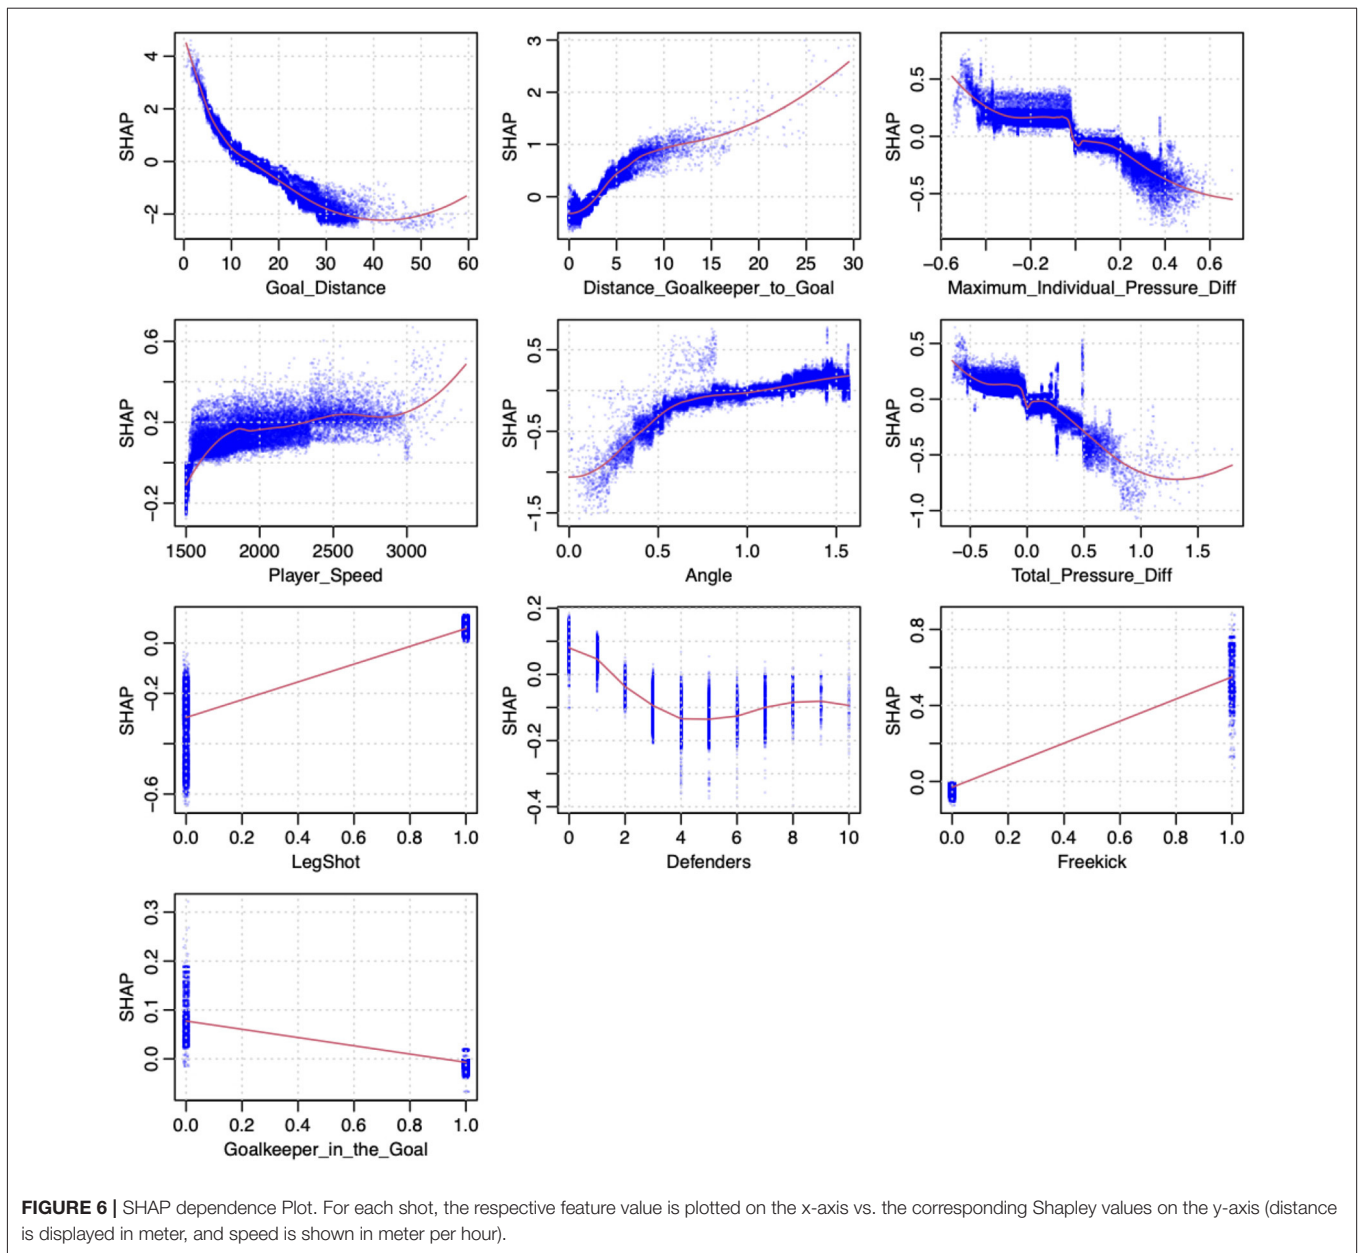 SHAP
4
2
0
−2
0 10 20 30 40 50 60
Goal_Distance
SHAP
3
2
1
0
0 5 10 15 20 25 30
Distance_Goalkeeper_to_Goal
SHAP
0.5
0.0
−0.5
−0.6 −0.2 0.2 0.4 0.6
Maximum_Individual_Pressure_Diff
SHAP
0.6
0.2
−0.2
1500 2000 2500 3000
Player_Speed
SHAP
0.5
−0.5
−1.5
0.0 0.5 1.0 1.5
Angle
SHAP
0.5
0.0
−0.5
−1.0
−0.5 0.0 0.5 1.0 1.5
Total_Pressure_Diff
SHAP
0.0
−0.2
−0.6
0.0 0.2 0.4 0.6 0.8 1.0
LegShot
SHAP
0.2
0.0
−0.2
−0.4
0 2 4 6 8 10
Defenders
SHAP
0.8
0.4
0.0
0.0 0.2 0.4 0.6 0.8 1.0
Freekick
SHAP
0.3
0.2
0.1
0.0
0.0 0.2 0.4 0.6 0.8 1.0
Goalkeeper_in_the_Goal
FIGURE 6 | SHAP dependence Plot. For each shot, the respective feature value is plotted on the x-axis vs. the corresponding Shapley values on the y-axis (distance
is displayed in meter, and speed is shown in meter per hour).